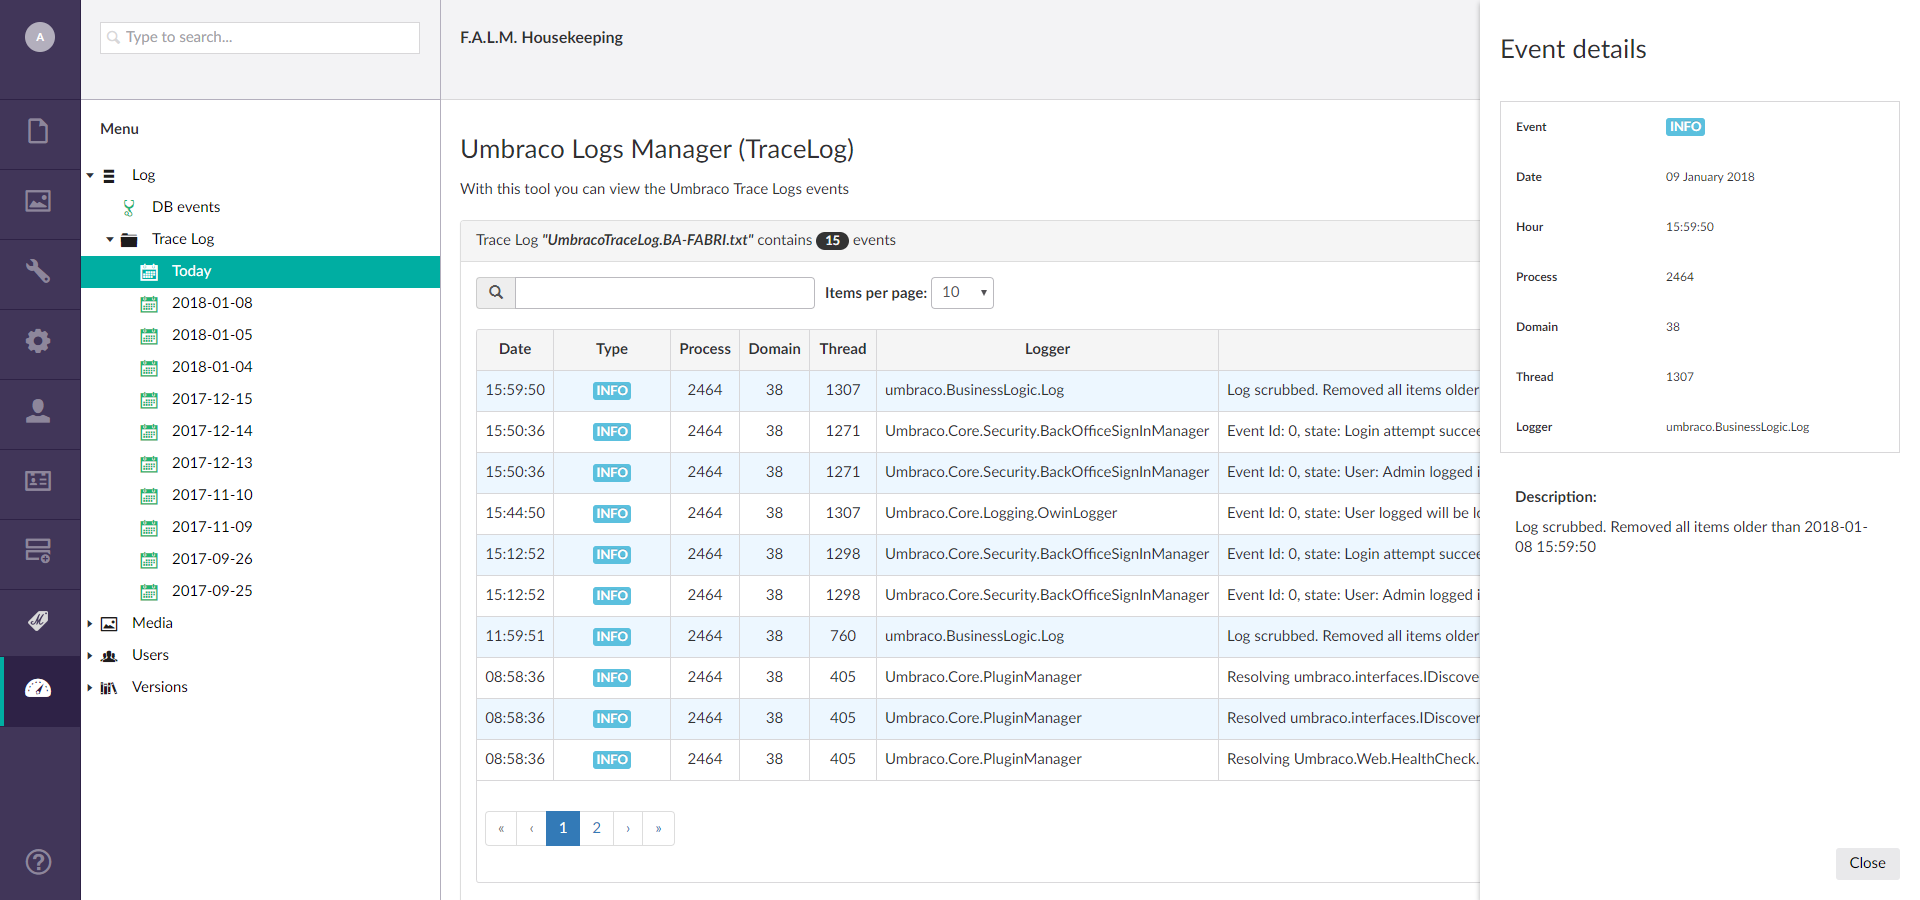 A
Type to search...
Menu
Log
DB events
Trace Log
Today
2018-01-08
2018-01-05
2018-01-04
2017-12-15
2017-12-14
2017-12-13
2017-11-10
2017-11-09
2017-09-26
2017-09-25
Media
Users
Versions
F.A.L.M. Housekeeping
Umbraco Logs Manager (TraceLog)
With this tool you can view the Umbraco Trace Logs events
Trace Log "UmbracoTraceLog.BA-FABRI.txt" contains 15 events
Items per page: 10
Date Type Process Domain Thread Logger
15:59:50 INFO 2464 38 1307 umbraco.BusinessLogic.Log Log scrubbed. Removed all items older
15:50:36 INFO 2464 38 1271 Umbraco.Core.Security.BackOfficeSignInManager Event Id: 0, state: Login attempt succee
15:50:36 INFO 2464 38 1271 Umbraco.Core.Security.BackOfficeSignInManager Event Id: 0, state: User: Admin logged i
15:44:50 INFO 2464 38 1307 Umbraco.Core.Logging.OwinLogger Event Id: 0, state: User logged will be lo
15:12:52 INFO 2464 38 1298 Umbraco.Core.Security.BackOfficeSignInManager Event Id: 0, state: Login attempt succee
15:12:52 INFO 2464 38 1298 Umbraco.Core.Security.BackOfficeSignInManager Event Id: 0, state: User: Admin logged i
11:59:51 INFO 2464 38 760 umbraco.BusinessLogic.Log Log scrubbed. Removed all items older
08:58:36 INFO 2464 38 405 Umbraco.Core.PluginManager Resolving umbraco.interfaces.IDiscove
08:58:36 INFO 2464 38 405 Umbraco.Core.PluginManager Resolved umbraco.interfaces.IDiscover
08:58:36 INFO 2464 38 405 Umbraco.Core.PluginManager Resolving Umbraco.Web.HealthCheck.
« ‹ 1 2 › »
Event details
Event INFO
Date 09 January 2018
Hour 15:59:50
Process 2464
Domain 38
Thread 1307
Logger umbraco.BusinessLogic.Log
Description:
Log scrubbed. Removed all items older than 2018-01-
08 15:59:50
Close